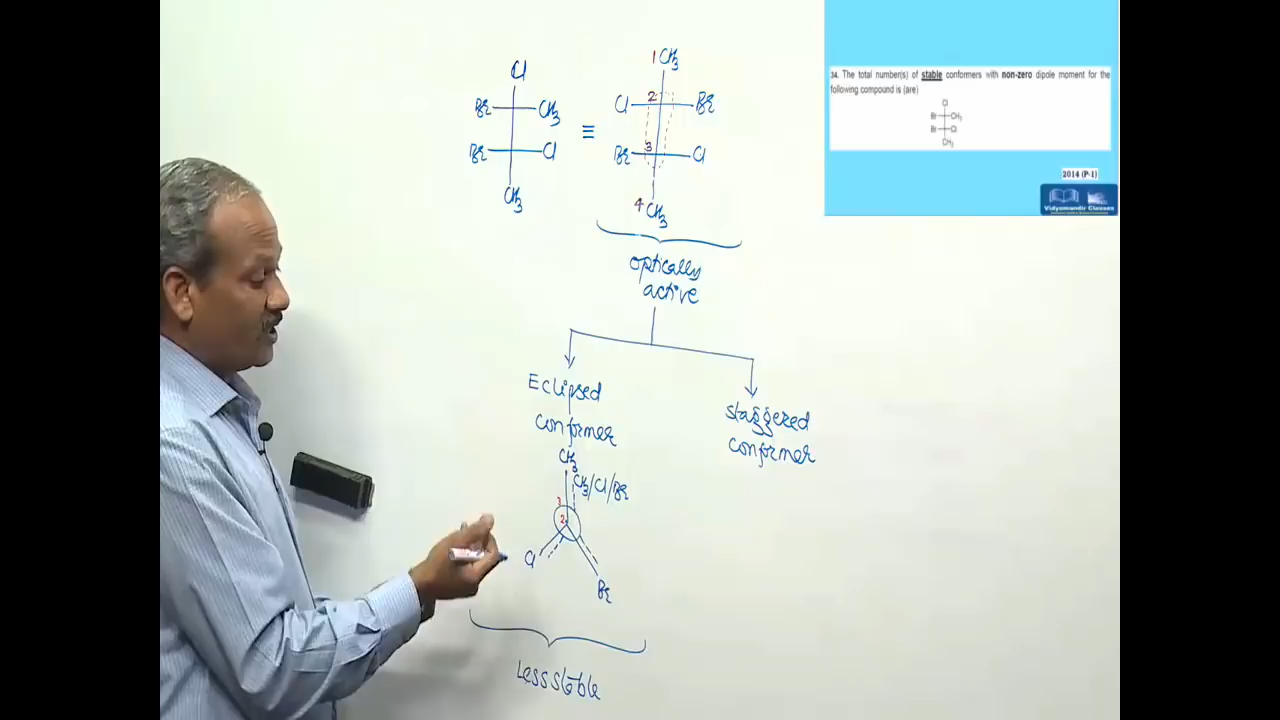 Cl
Br CH3
Br Cl
CH3
≡
1 CH3
Cl 2 Br
Br 3 Cl
4 CH3
optically
active
Eclipsed
conformer
CH3
CH3/Cl/Br
3
2
Cl
Br
Less stable
staggered
conformer
34. The total number(s) of stable conformers with non-zero dipole moment for the
following compound is (are)
Cl
Br CH3
Br Cl
CH3
2014 (P-1)
Vidyamandir Classes